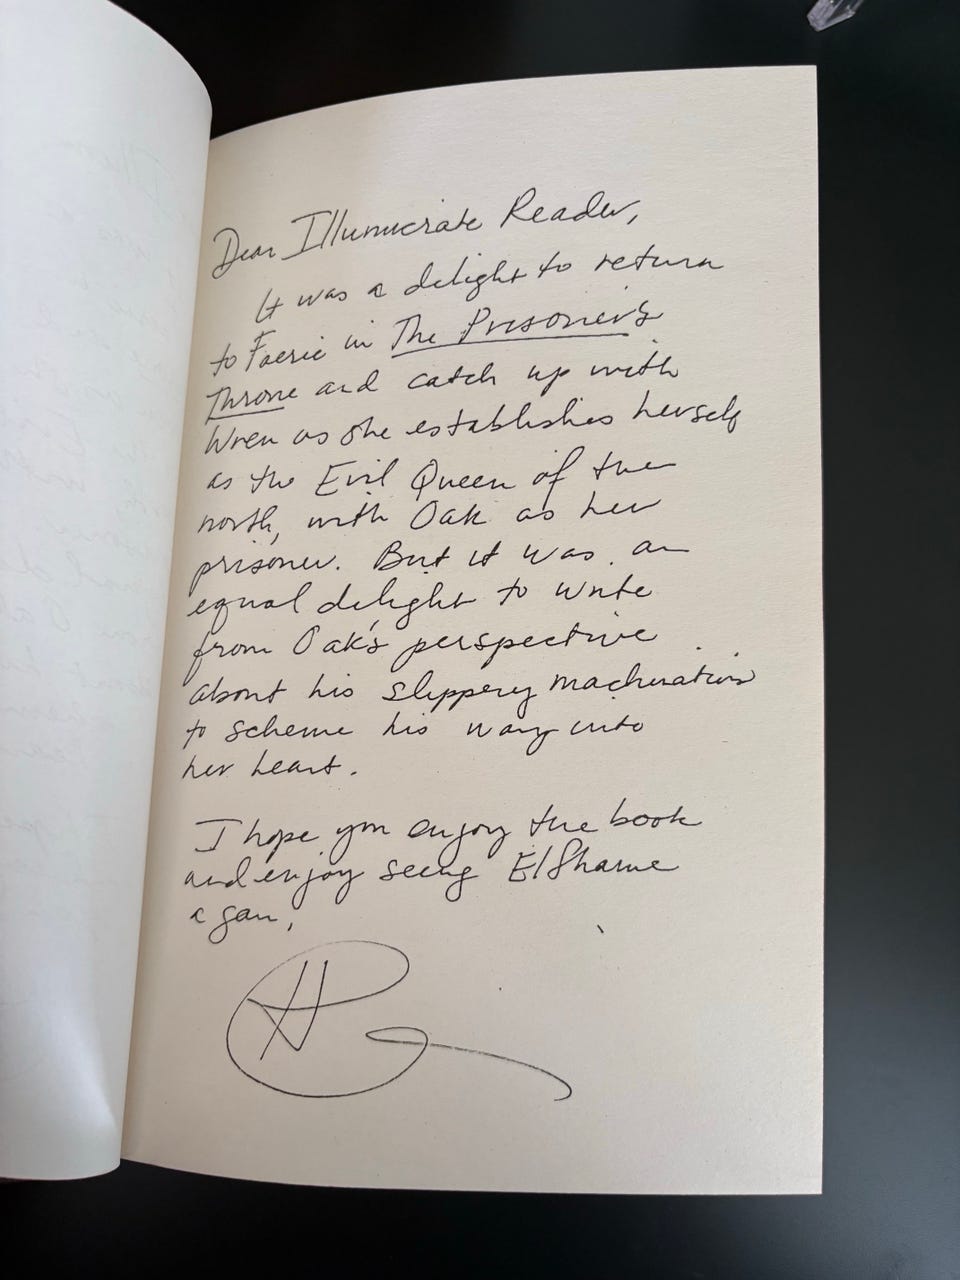 Dear Illumicrate Reader,
It was a delight to return
to Faerie in The Prisoner's
Throne and catch up with
Wren as she establishes herself
as the Evil Queen of the
north, with Oak as her
prisoner. But it was an
equal delight to write
from Oak's perspective
about his slippery machinations
to scheme his way into
her heart.
I hope you enjoy the book
and enjoy seeing Elfhame
again,
H